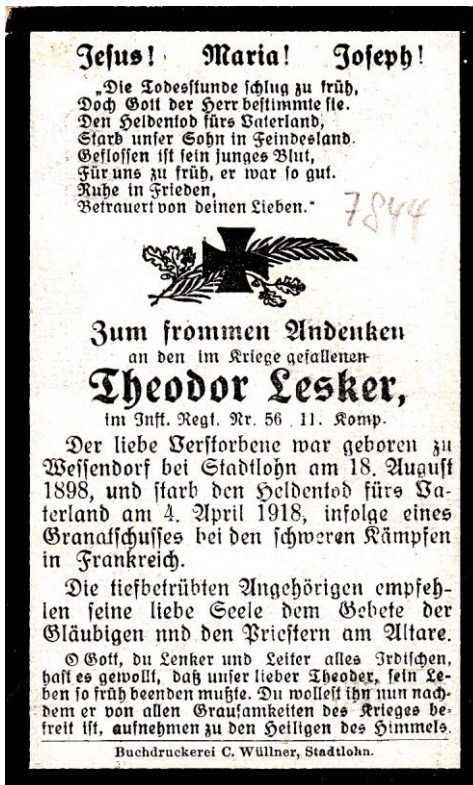 Jesus! Maria! Joseph!
„Die Todesstunde schlug zu früh,
Doch Gott der Herr bestimmte sie.
Den Heldentod fürs Vaterland,
Starb unser Sohn in Feindesland.
Geflossen ist sein junges Blut,
Für uns zu früh, er war so gut.
Ruhe in Frieden,
Betrauert von deinen Lieben.“
7844
Zum frommen Andenken
an den im Kriege gefallenen
Theodor Lesker,
im Inft. Regt. Nr. 56 11. Komp.
Der liebe Verstorbene war geboren zu
Wessendorf bei Stadtlohn am 18. August
1898, und starb den Heldentod fürs Va-
terland am 4. April 1918, infolge eines
Granatschusses bei den schweren Kämpfen
in Frankreich.
Die tiefbetrübten Angehörigen empfeh-
len seine liebe Seele dem Gebete der
Gläubigen nnd den Priestern am Altare.
O Gott, du Lenker und Leiter alles Irdischen,
hast es gewollt, daß unser lieber Theoder, sein Le-
ben so früh beenden mußte. Du wollest ihn nun nach-
dem er von allen Grausamkeiten des Krieges be-
freit ist, aufnehmen zu den Heiligen des Himmels.
Buchdruckerei C. Wüllner, Stadtlohn.